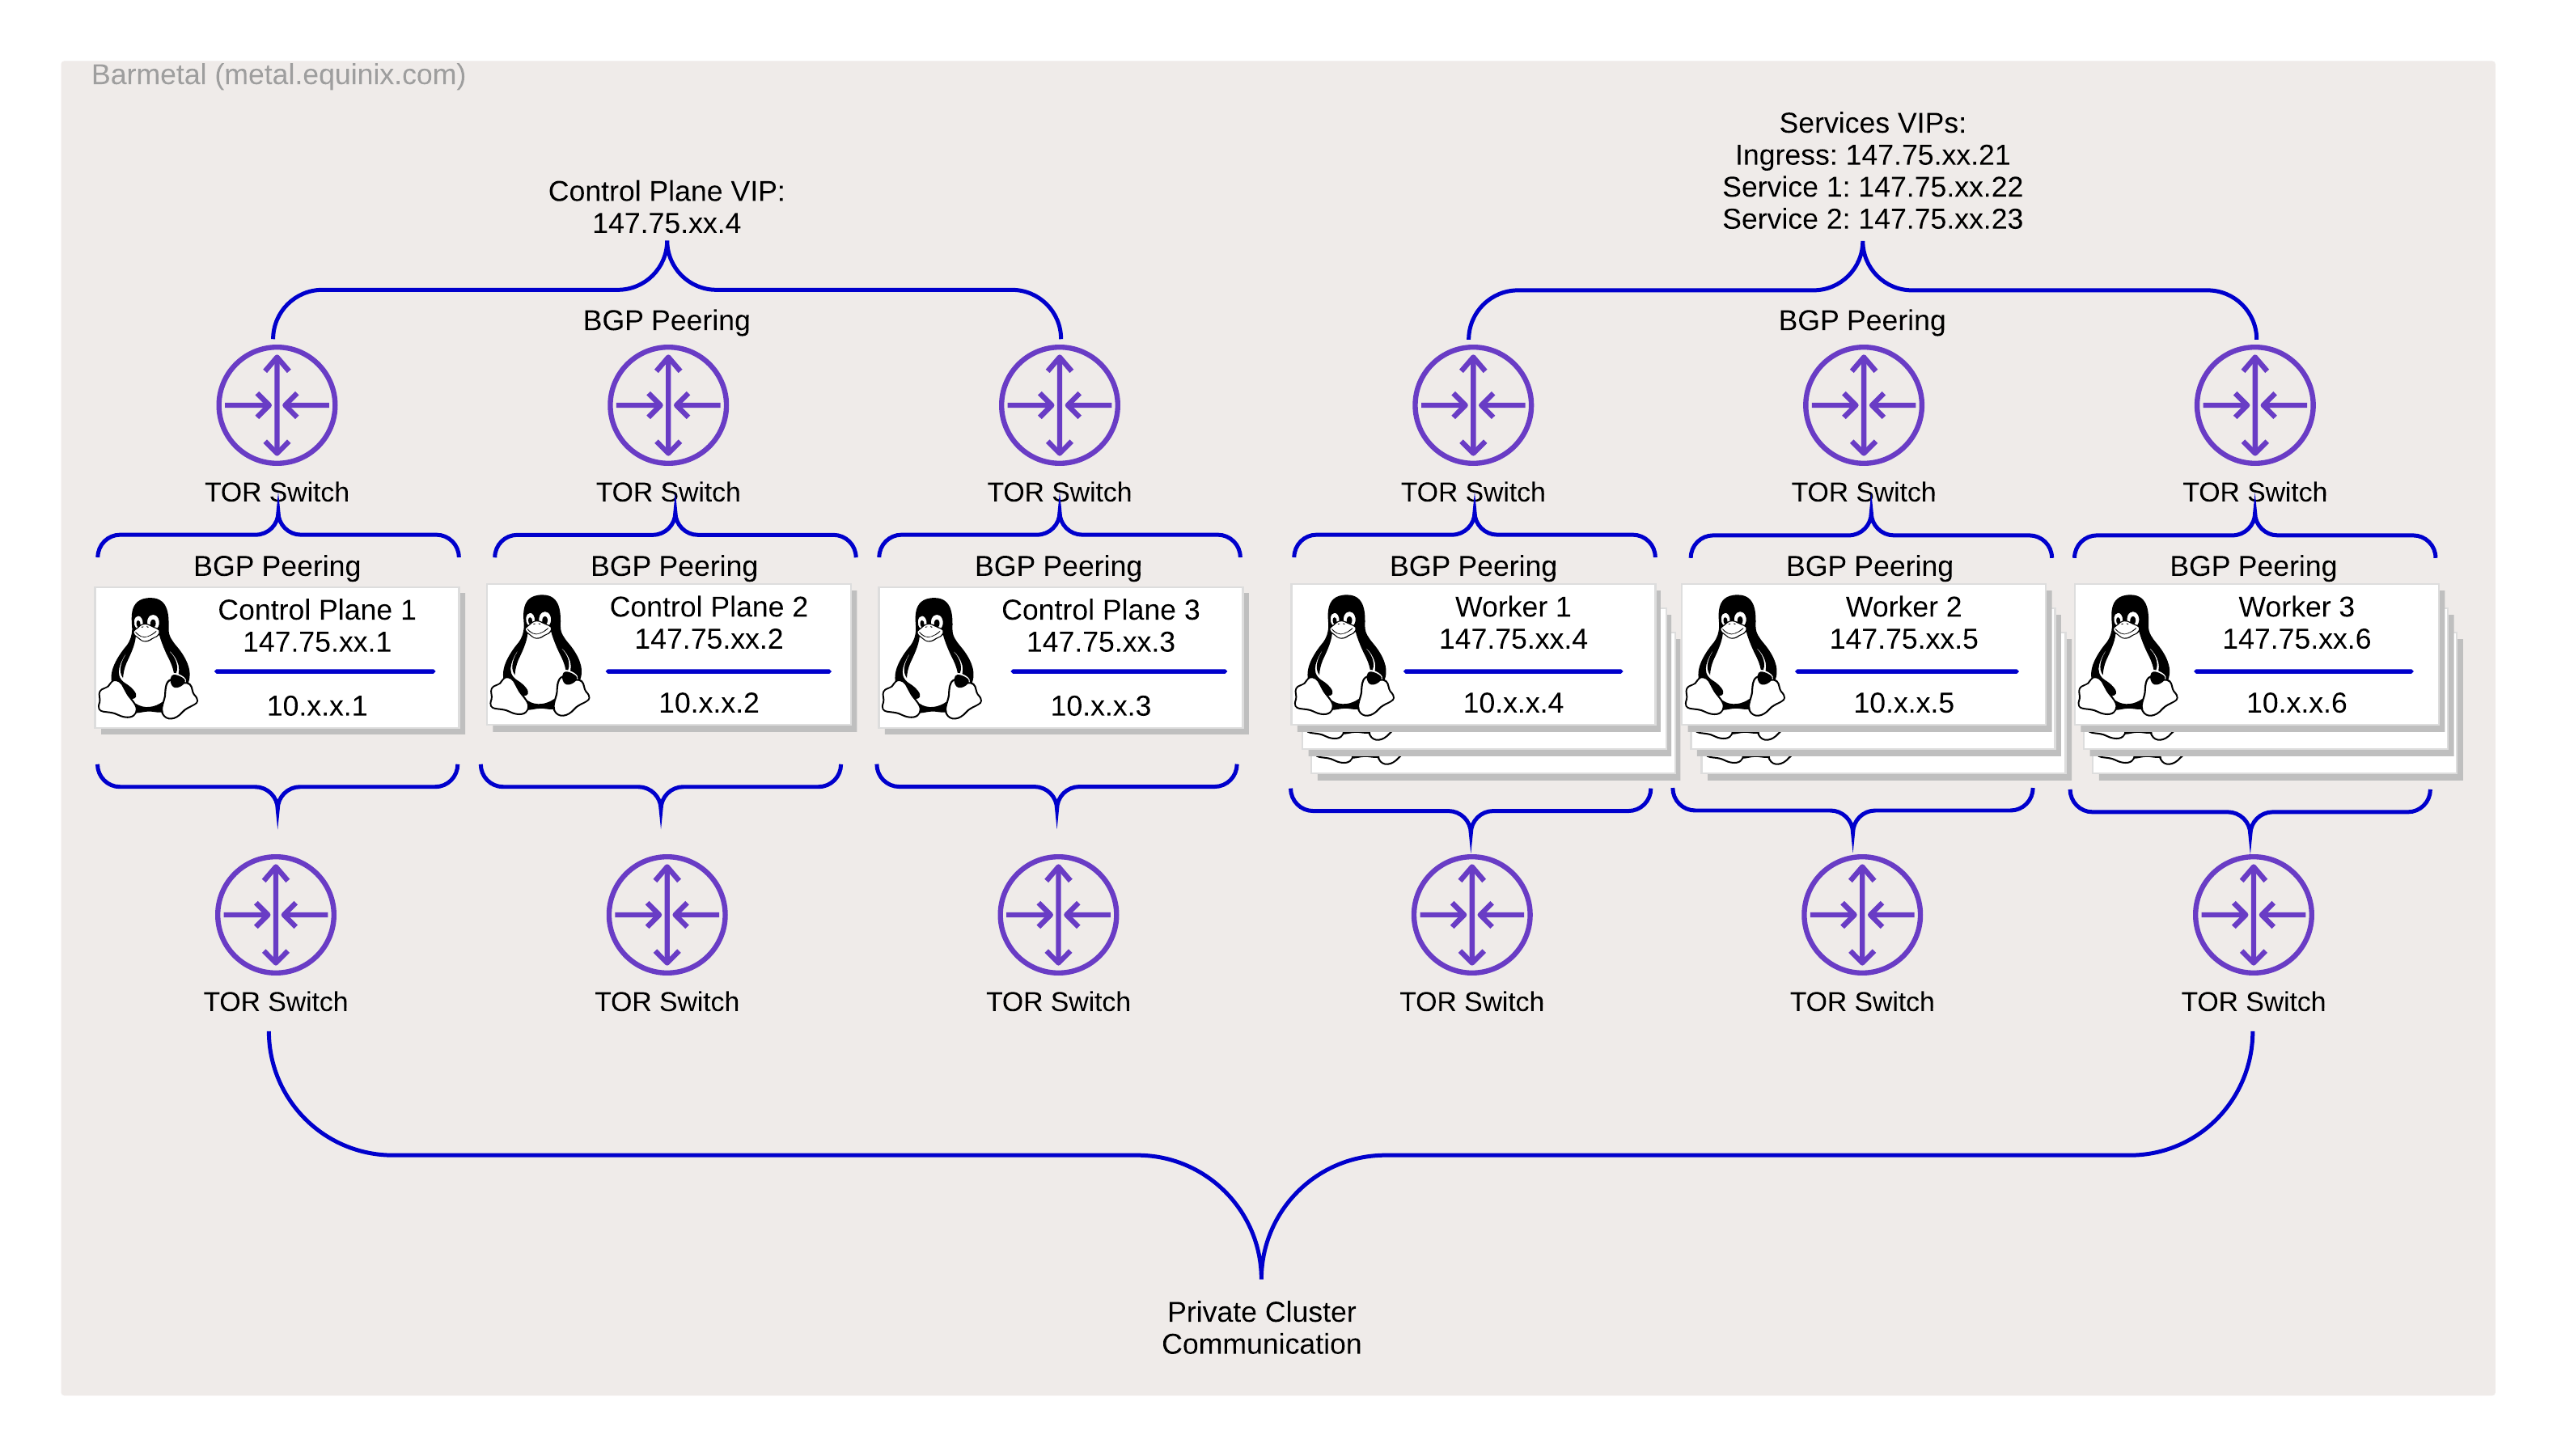 Barmetal (metal.equinix.com)
Control Plane VIP:
147.75.xx.4
Services VIPs:
Ingress: 147.75.xx.21
Service 1: 147.75.xx.22
Service 2: 147.75.xx.23
BGP Peering
BGP Peering
TOR Switch
TOR Switch
TOR Switch
TOR Switch
TOR Switch
TOR Switch
BGP Peering
BGP Peering
BGP Peering
BGP Peering
BGP Peering
BGP Peering
Control Plane 1
147.75.xx.1
10.x.x.1
Control Plane 2
147.75.xx.2
10.x.x.2
Control Plane 3
147.75.xx.3
10.x.x.3
Worker 1
147.75.xx.4
10.x.x.4
Worker 2
147.75.xx.5
10.x.x.5
Worker 3
147.75.xx.6
10.x.x.6
TOR Switch
TOR Switch
TOR Switch
TOR Switch
TOR Switch
TOR Switch
Private Cluster
Communication